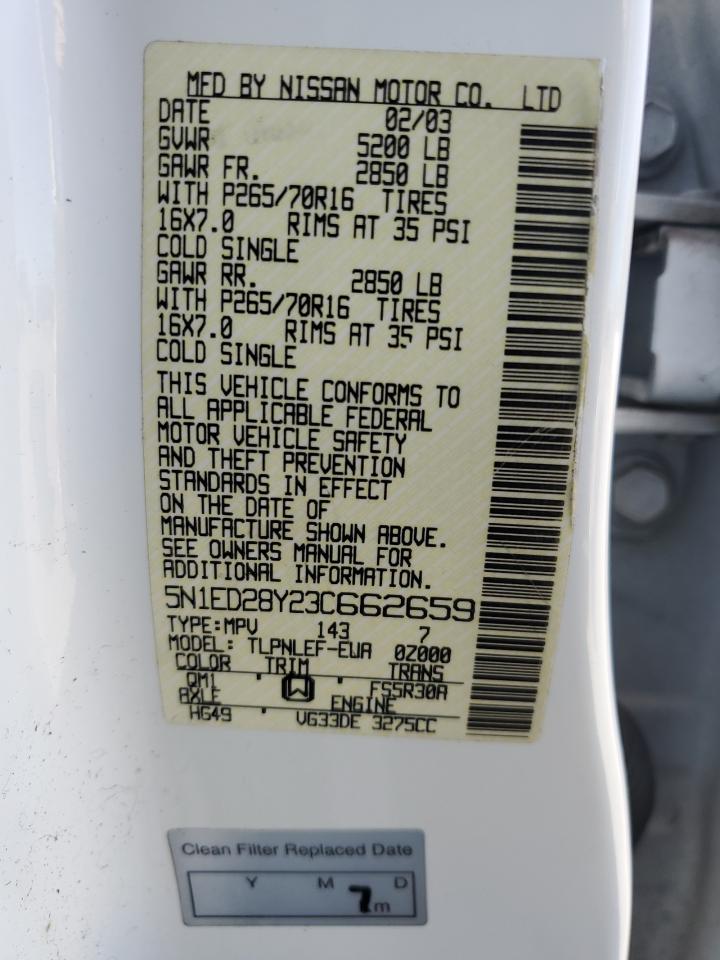 MFD BY NISSAN MOTOR CO. LTD
DATE 02/03
GVWR 5200 LB
GAWR FR. 2850 LB
WITH P265/70R16 TIRES
16X7.0 RIMS AT 35 PSI
COLD SINGLE
GAWR RR. 2850 LB
WITH P265/70R16 TIRES
16X7.0 RIMS AT 35 PSI
COLD SINGLE
THIS VEHICLE CONFORMS TO
ALL APPLICABLE FEDERAL
MOTOR VEHICLE SAFETY
AND THEFT PREVENTION
STANDARDS IN EFFECT
ON THE DATE OF
MANUFACTURE SHOWN ABOVE.
SEE OWNERS MANUAL FOR
ADDITIONAL INFORMATION.
5N1ED28Y23C662659
TYPE:MPV 143 7
MODEL: TLPNLEF-EWA 0Z000
COLOR TRIM TRANS
QM1 W FS5R30A
AXLE ENGINE
HG49 VG33DE 3275CC
Clean Filter Replaced Date
Y M D
7 m